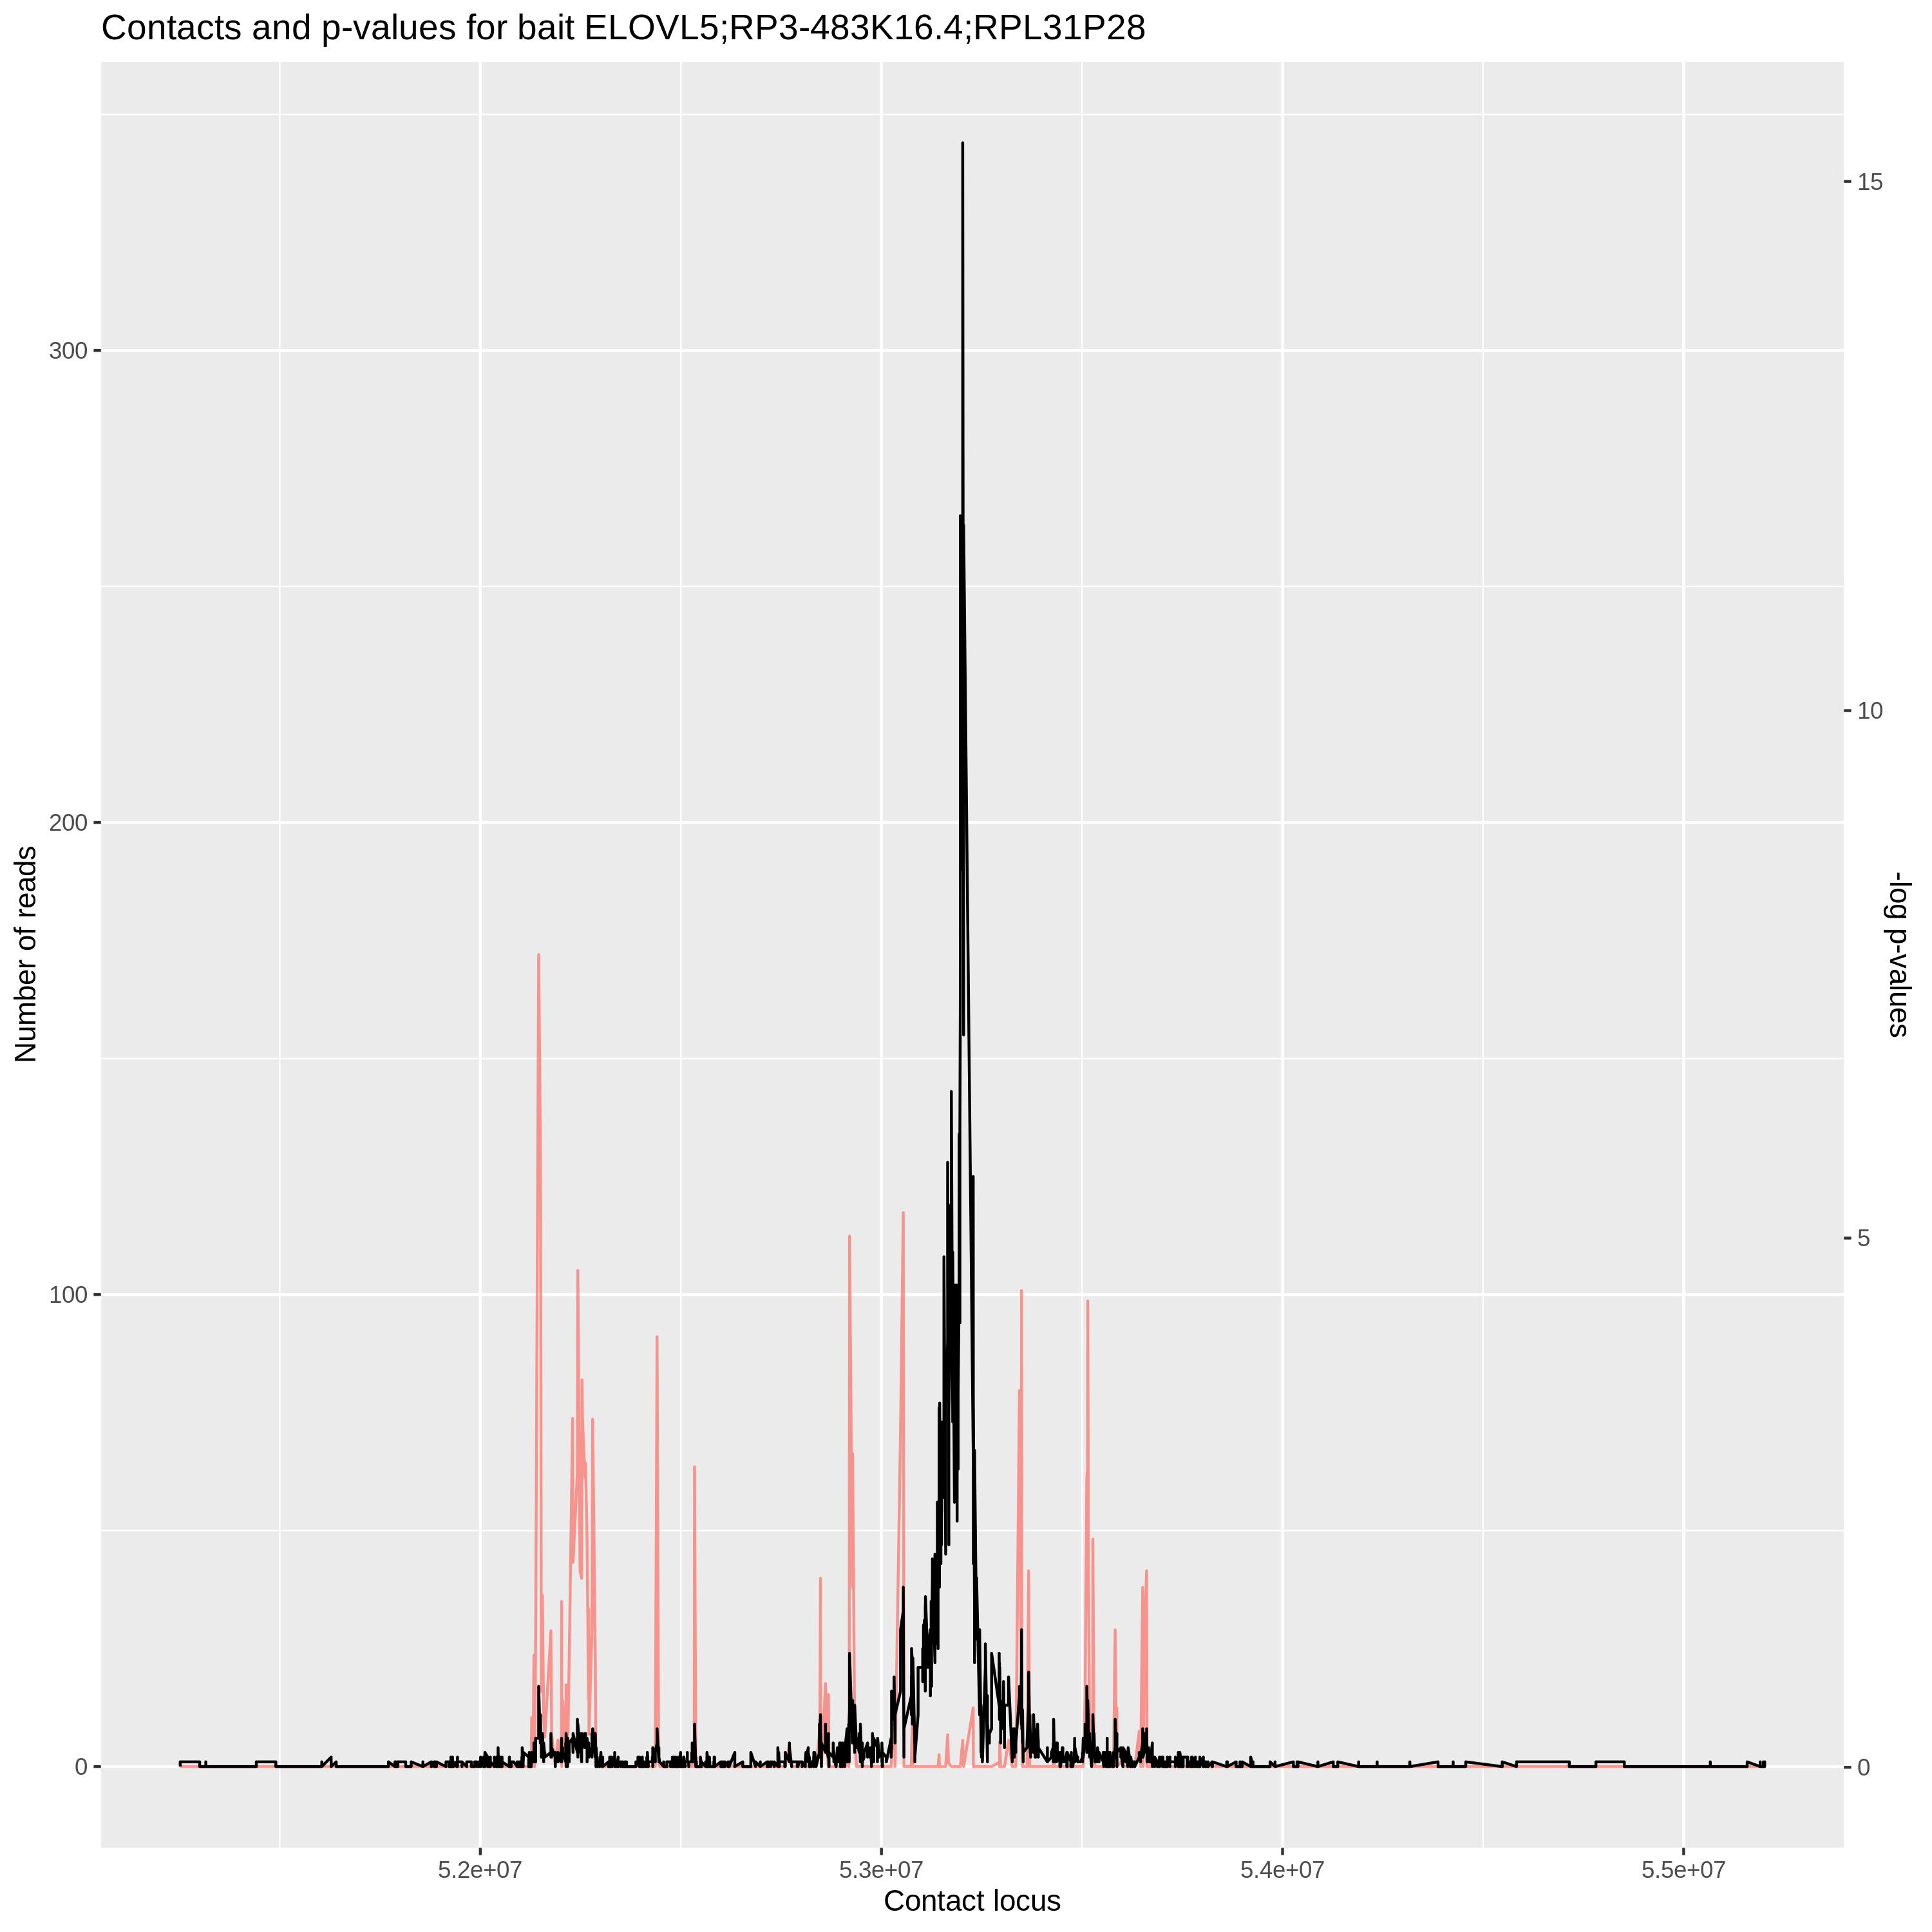 Contacts and p-values for bait ELOVL5;RP3-483K16.4;RPL31P28
Number of reads
300
200
100
0
15
10
5
0
-log p-values
5.2e+07
5.3e+07
5.4e+07
5.5e+07
Contact locus